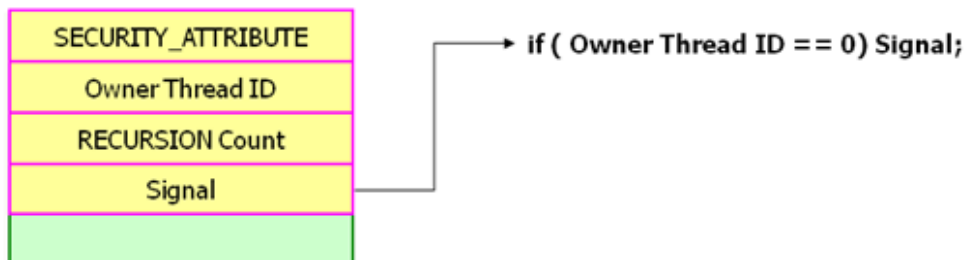 SECURITY_ATTRIBUTE
Owner Thread ID
RECURSION Count
Signal
if ( Owner Thread ID == 0) Signal;